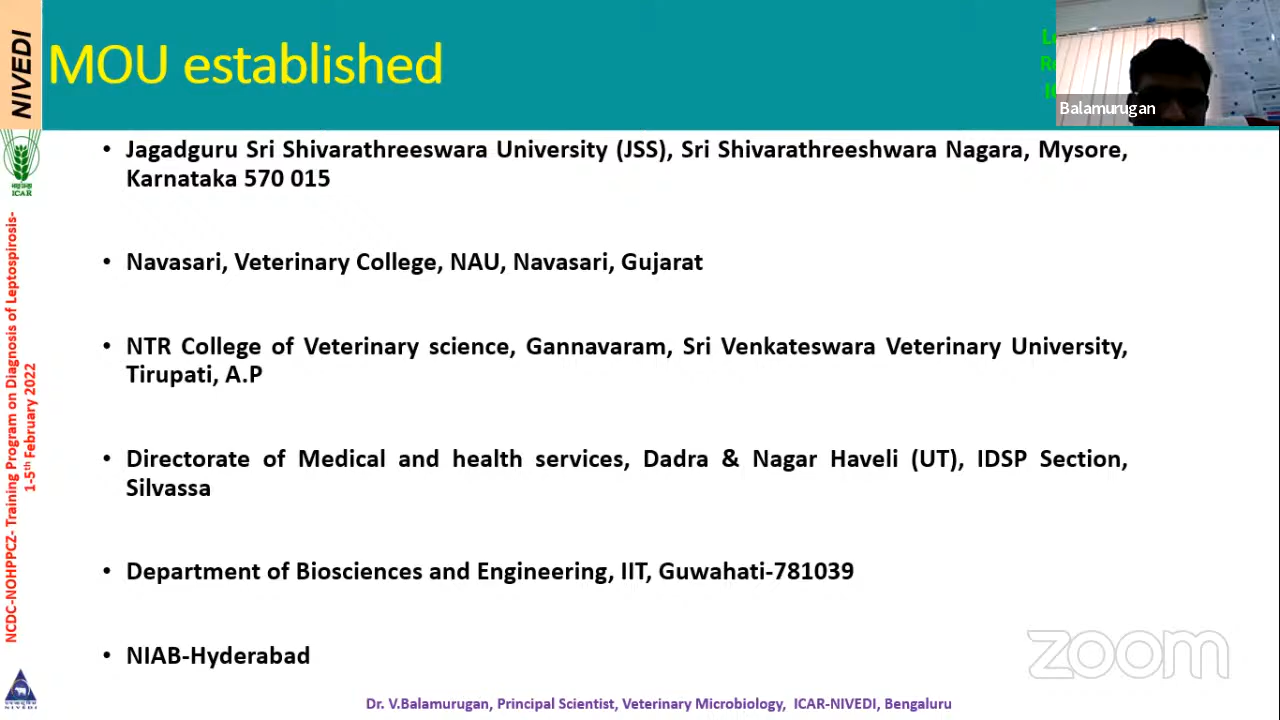 NIVEDI
MOU established
Balamurugan
• Jagadguru Sri Shivarathreeswara University (JSS), Sri Shivarathreeshwara Nagara, Mysore,
Karnataka 570 015
• Navasari, Veterinary College, NAU, Navasari, Gujarat
• NTR College of Veterinary science, Gannavaram, Sri Venkateswara Veterinary University,
Tirupati, A.P
• Directorate of Medical and health services, Dadra & Nagar Haveli (UT), IDSP Section,
Silvassa
• Department of Biosciences and Engineering, IIT, Guwahati-781039
• NIAB-Hyderabad
ICAR
NCDC-NOHPPCZ- Training Program on Diagnosis of Leptospirosis-
1-5th February 2022
NIVEDI
zoom
Dr. V.Balamurugan, Principal Scientist, Veterinary Microbiology, ICAR-NIVEDI, Bengaluru